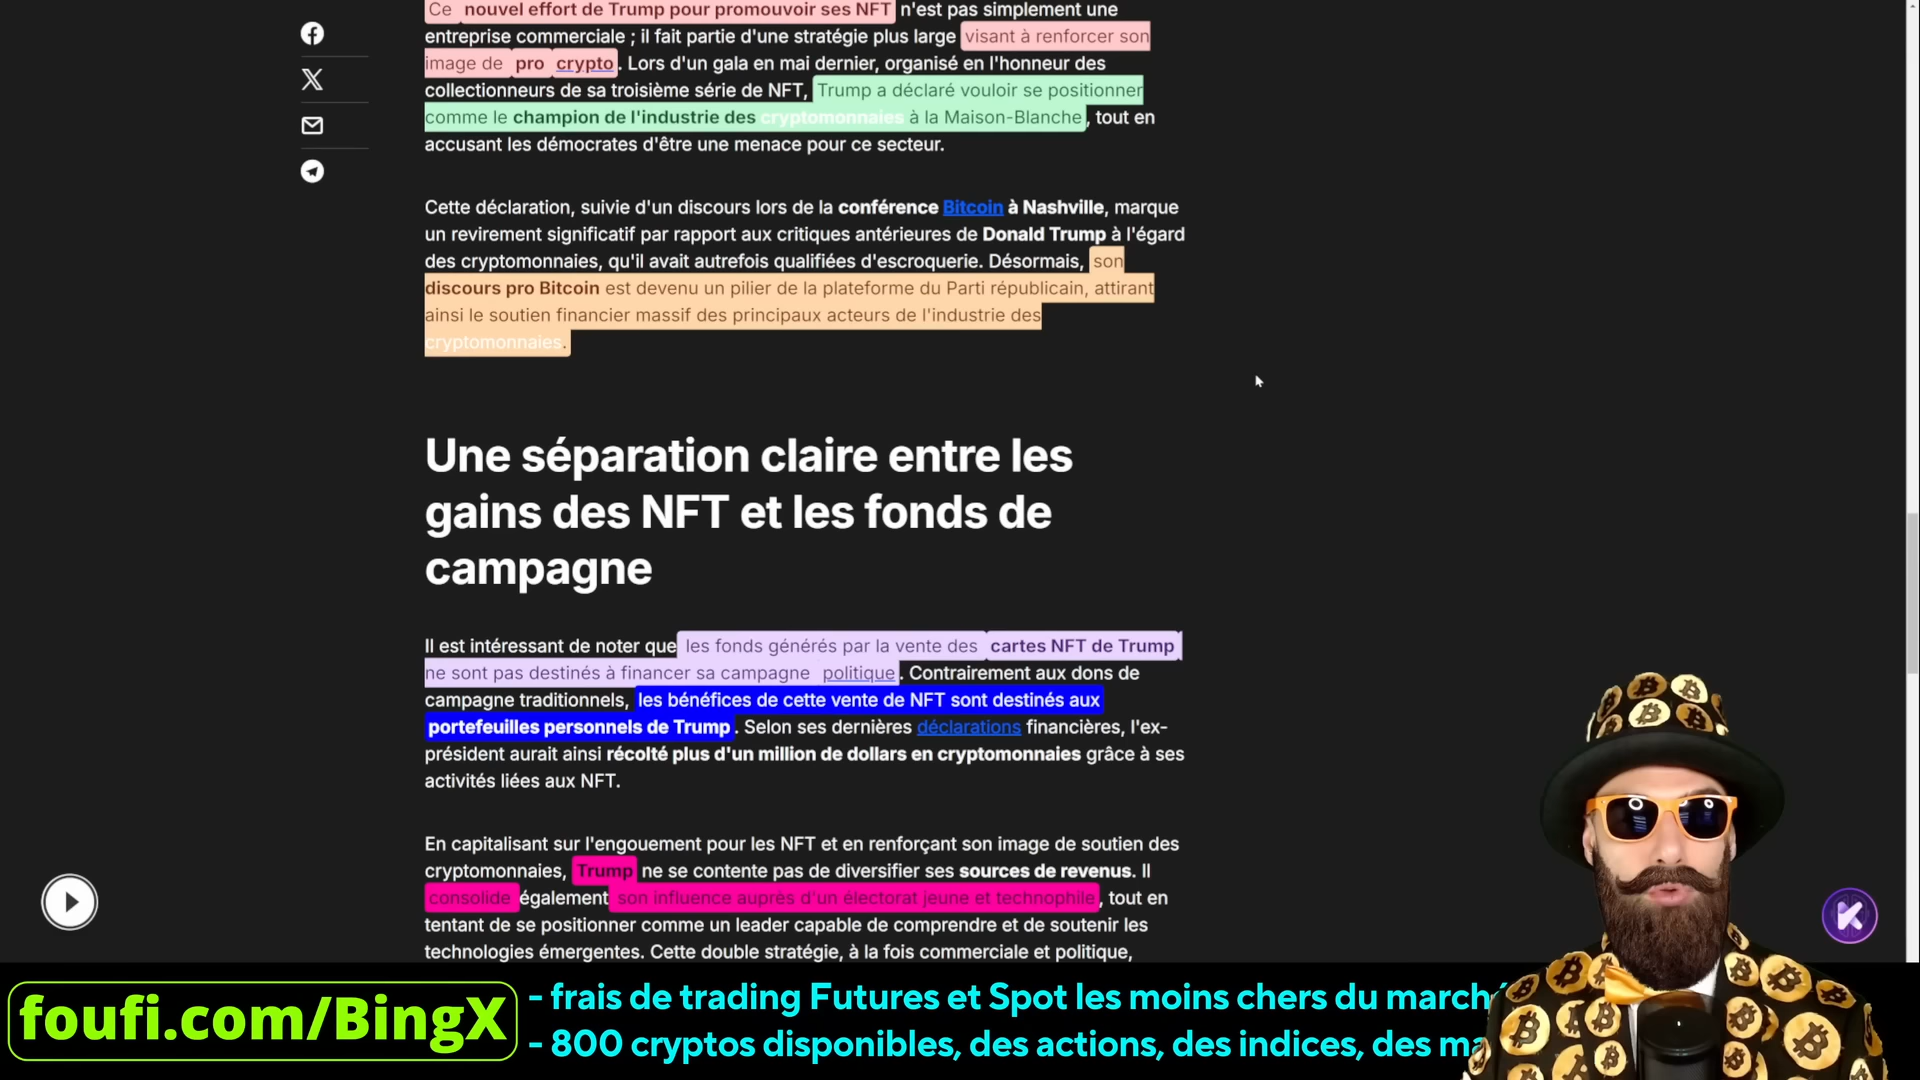 Ce nouvel effort de Trump pour promouvoir ses NFT n'est pas simplement une
entreprise commerciale ; il fait partie d'une stratégie plus large visant à renforcer son
image de pro crypto. Lors d'un gala en mai dernier, organisé en l'honneur des
collectionneurs de sa troisième série de NFT, Trump a déclaré vouloir se positionner
comme le champion de l'industrie des cryptomonnaies à la Maison-Blanche, tout en
accusant les démocrates d'être une menace pour ce secteur.
Cette déclaration, suivie d'un discours lors de la conférence Bitcoin à Nashville, marque
un revirement significatif par rapport aux critiques antérieures de Donald Trump à l'égard
des cryptomonnaies, qu'il avait autrefois qualifiées d'escroquerie. Désormais, son
discours pro Bitcoin est devenu un pilier de la plateforme du Parti républicain, attirant
ainsi le soutien financier massif des principaux acteurs de l'industrie des
cryptomonnaies.
Une séparation claire entre les
gains des NFT et les fonds de
campagne
Il est intéressant de noter que les fonds générés par la vente des cartes NFT de Trump
ne sont pas destinés à financer sa campagne politique. Contrairement aux dons de
campagne traditionnels, les bénéfices de cette vente de NFT sont destinés aux
portefeuilles personnels de Trump. Selon ses dernières déclarations financières, l'ex-
président aurait ainsi récolté plus d'un million de dollars en cryptomonnaies grâce à ses
activités liées aux NFT.
En capitalisant sur l'engouement pour les NFT et en renforçant son image de soutien des
cryptomonnaies, Trump ne se contente pas de diversifier ses sources de revenus. Il
consolide également son influence auprès d'un électorat jeune et technophile, tout en
tentant de se positionner comme un leader capable de comprendre et de soutenir les
technologies émergentes. Cette double stratégie, à la fois commerciale et politique,
foufi.com/BingX
- frais de trading Futures et Spot les moins chers du marché
- 800 cryptos disponibles, des actions, des indices, des ma